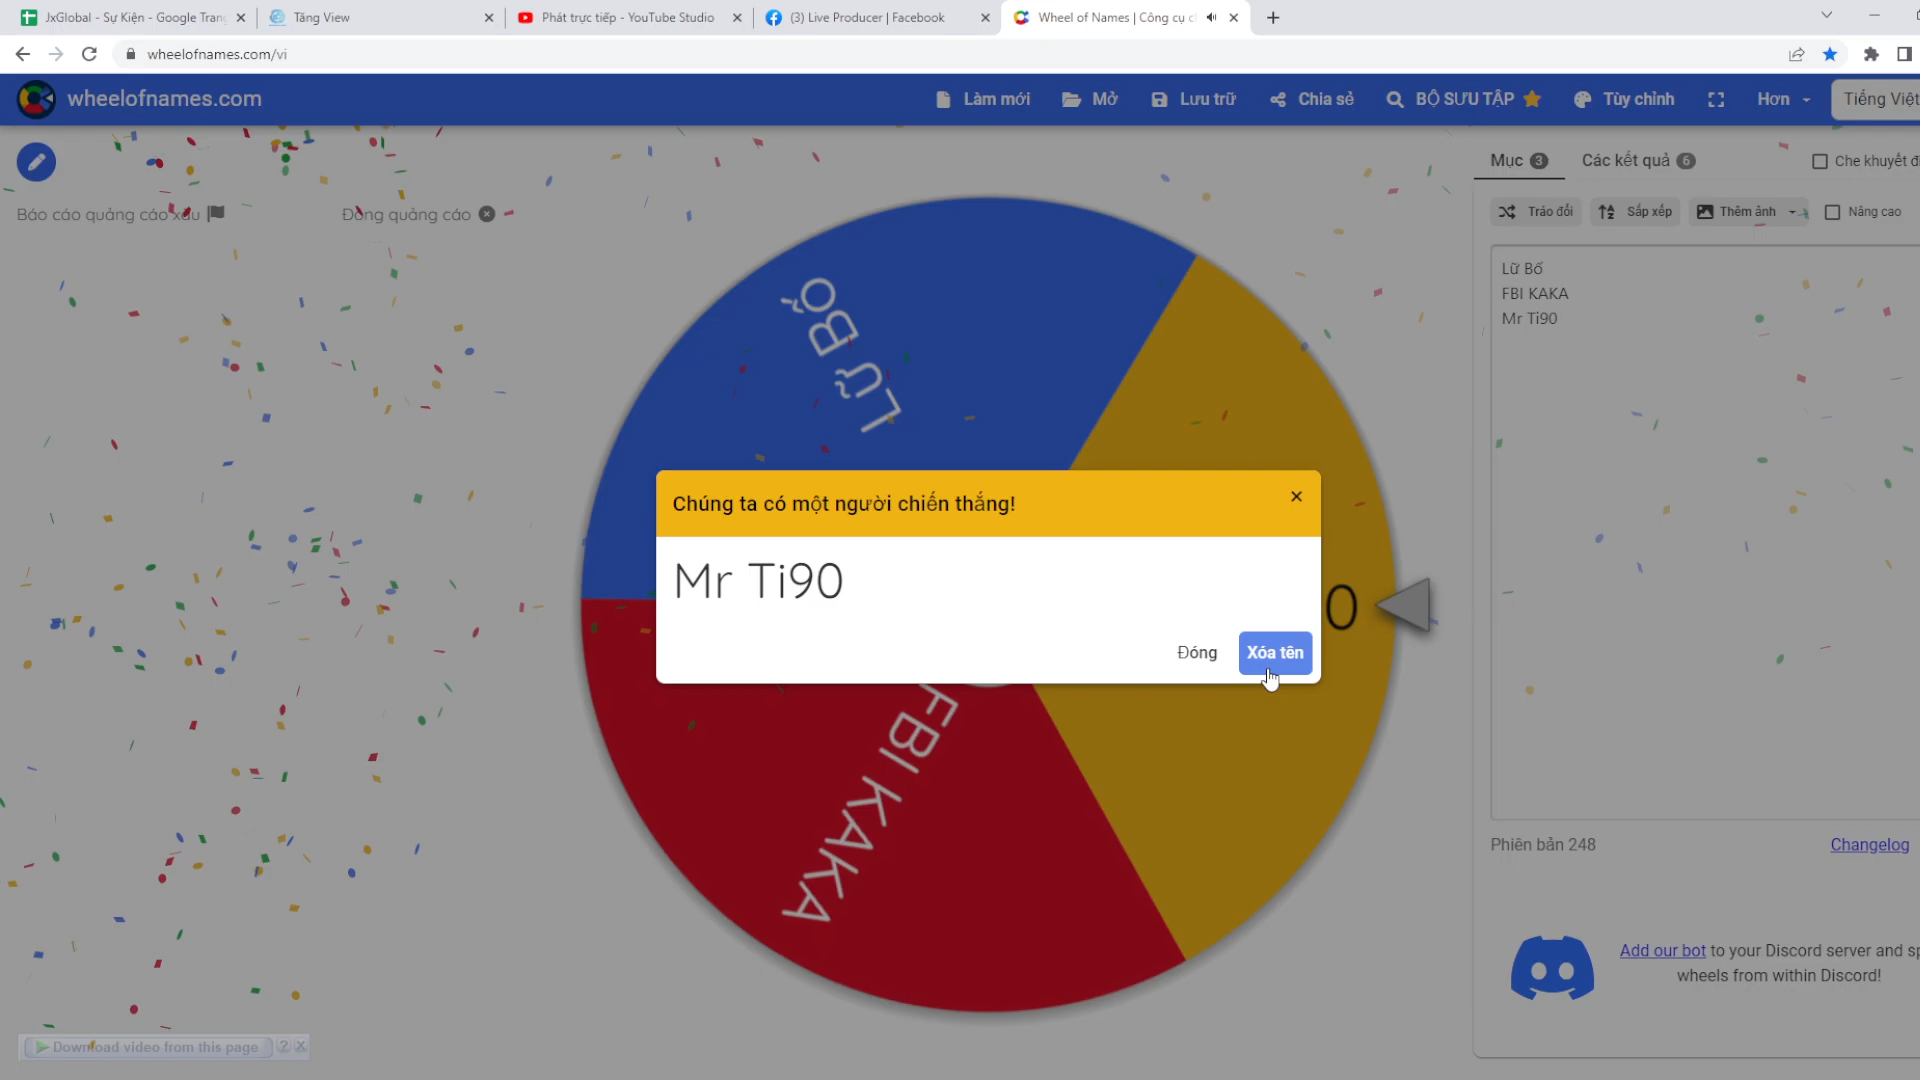 JxGlobal - Sự Kiện - Google Tran
Tăng View
Phát trực tiếp - YouTube Studio
(3) Live Producer | Facebook
Wheel of Names | Công cụ c
wheelofnames.com/vi
wheelofnames.com
Làm mới
Mở
Lưu trữ
Chia sẻ
BỘ SƯU TẬP
Tùy chỉnh
Hơn
Tiếng Việt
Báo cáo quảng cáo xấu
Đóng quảng cáo
Mục 3
Các kết quả 6
Che khuyết đi
Tráo đổi
Sắp xếp
Thêm ảnh
Nâng cao
Lữ Bố
FBI KAKA
Mr Ti90
LỮ BỐ
Chúng ta có một người chiến thắng!
Mr Ti90
0
Đóng
Xóa tên
FBI KAKA
Phiên bản 248
Changelog
Add our bot to your Discord server and sp
wheels from within Discord!
Download video from this page